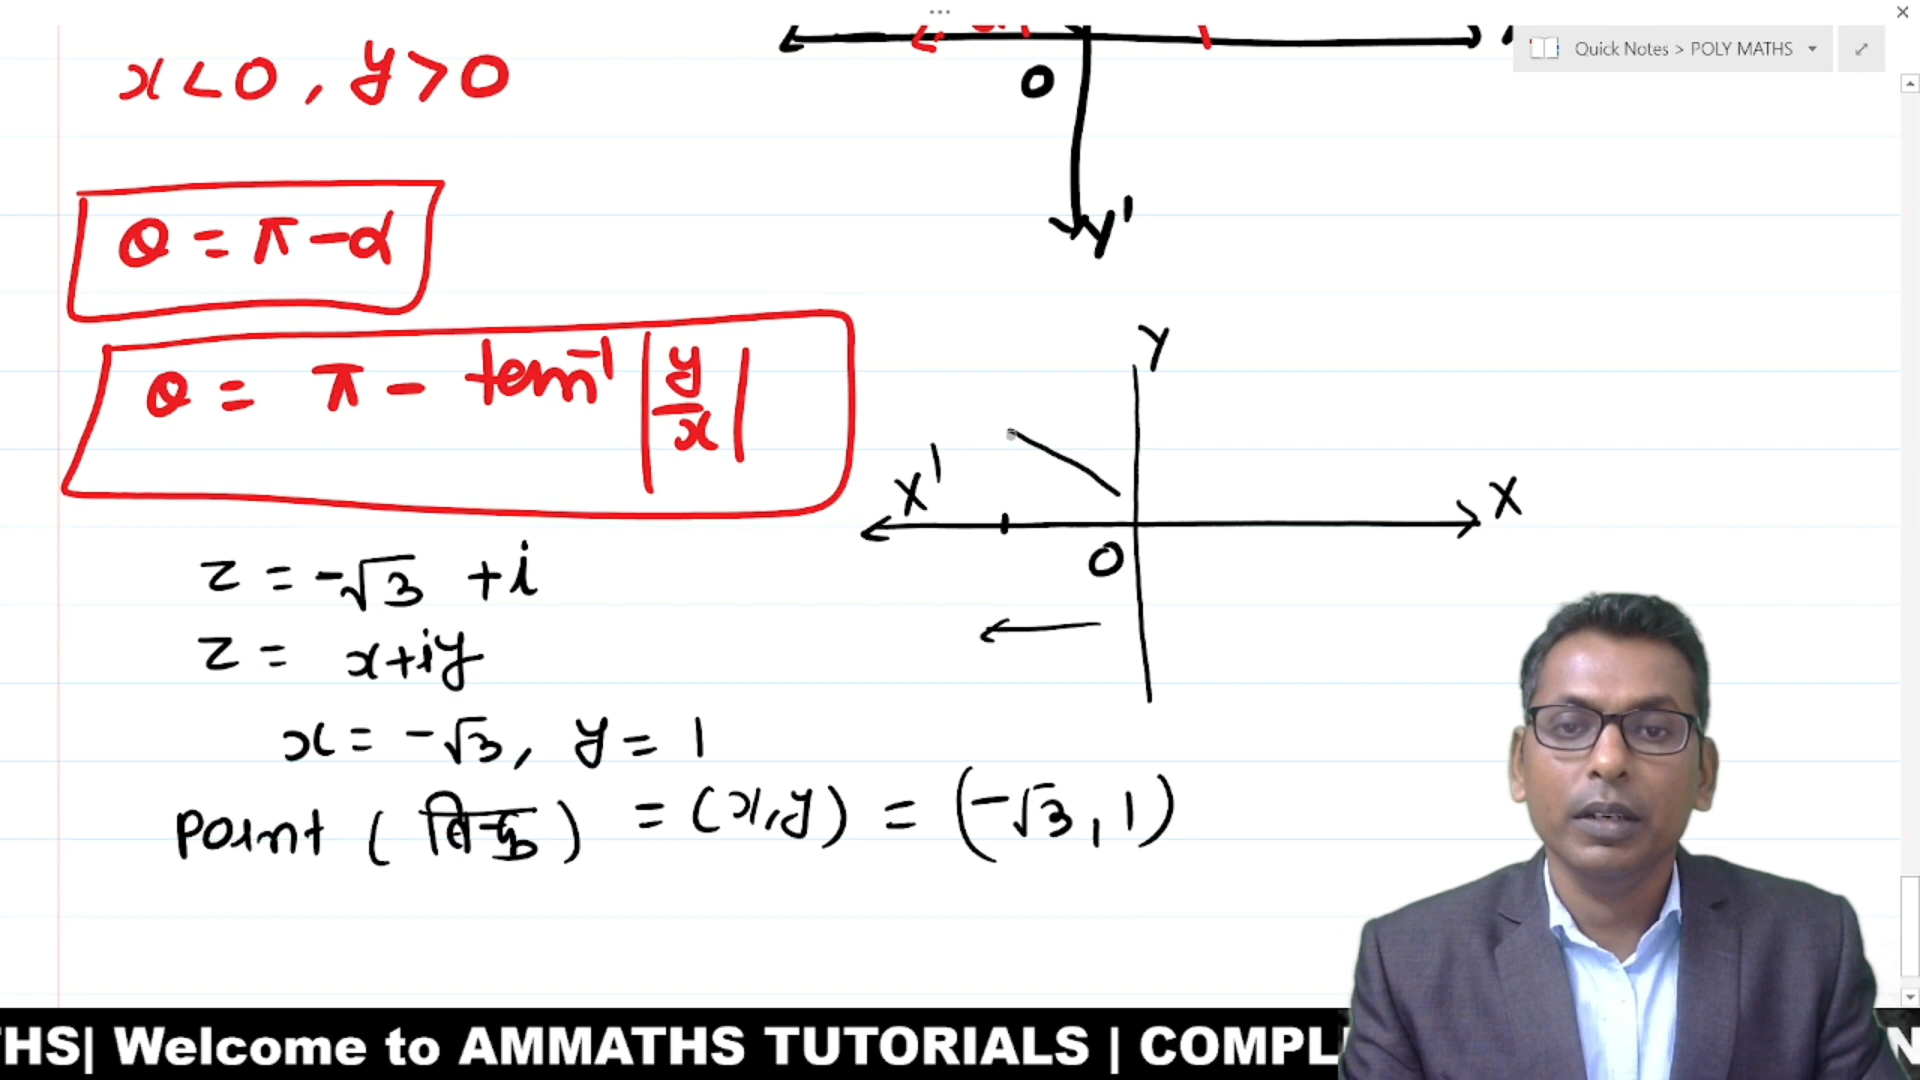 Quick Notes > POLY MATHS
x<0, y>0
0
y'
θ = π-α
θ = π - tan⁻¹ |y/x|
Y
X'
X
0
z = -√3 + i
z = x+iy
x = -√3, y = 1
Point (बिन्दु) = (x,y) = (-√3, 1)
THS| Welcome to AMMATHS TUTORIALS | COMPL
N